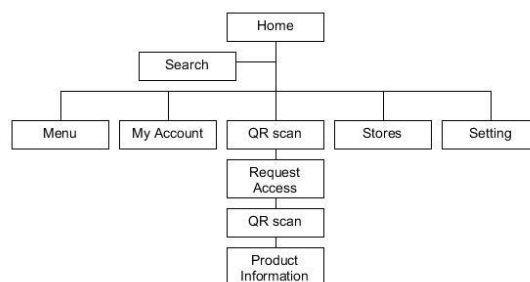 Home
Search
Menu
My Account
QR scan
Stores
Setting
Request
Access
QR scan
Product
Information